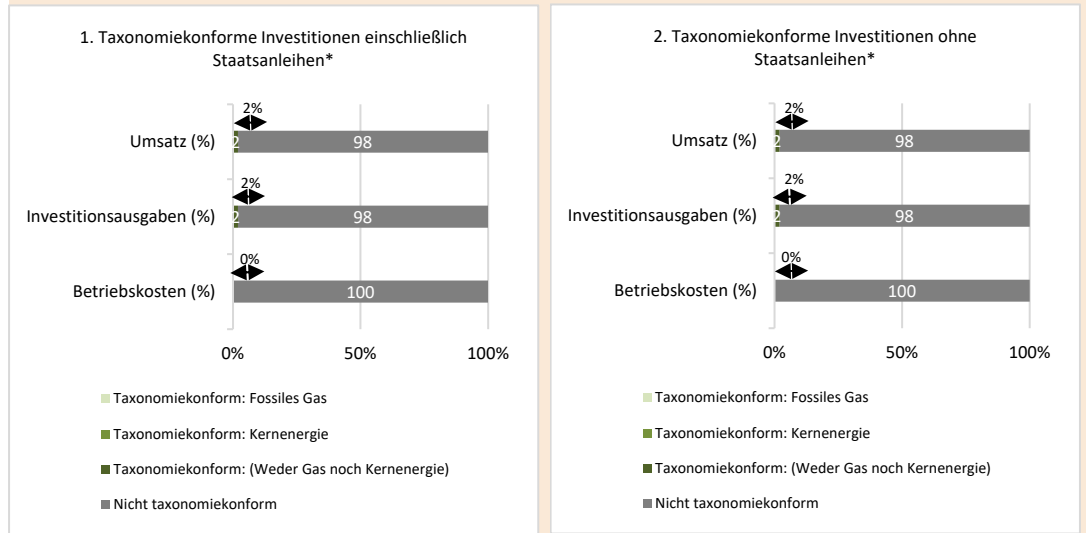 1. Taxonomiekonforme Investitionen einschließlich
Staatsanleihen*
2%
Umsatz (%)
2
98
2%
Investitionsausgaben (%)
2
98
0%
Betriebskosten (%)
100
0%
50%
100%
Taxonomiekonform: Fossiles Gas
Taxonomiekonform: Kernenergie
Taxonomiekonform: (Weder Gas noch Kernenergie)
Nicht taxonomiekonform
2. Taxonomiekonforme Investitionen ohne
Staatsanleihen*
2%
Umsatz (%)
2
98
2%
Investitionsausgaben (%)
2
98
0%
Betriebskosten (%)
100
0%
50%
100%
Taxonomiekonform: Fossiles Gas
Taxonomiekonform: Kernenergie
Taxonomiekonform: (Weder Gas noch Kernenergie)
Nicht taxonomiekonform